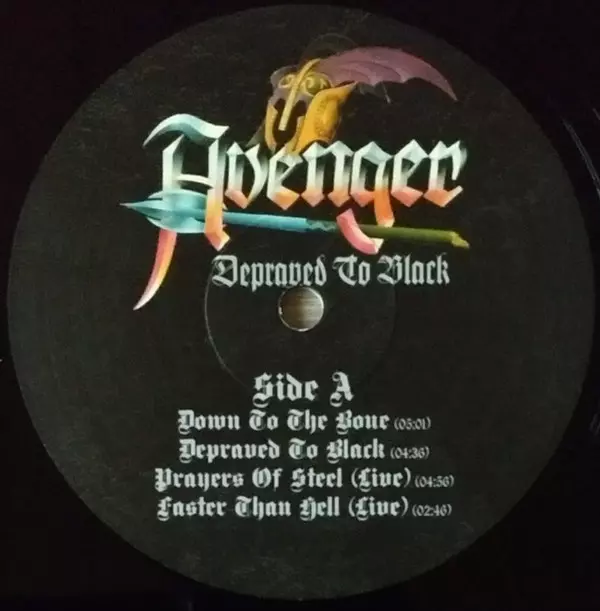 Avenger
Depraved To Black
Side A
Down To The Bone (05:01)
Depraved To Black (04:36)
Prayers Of Steel (Live) (04:56)
Faster Than Hell (Live) (02:46)